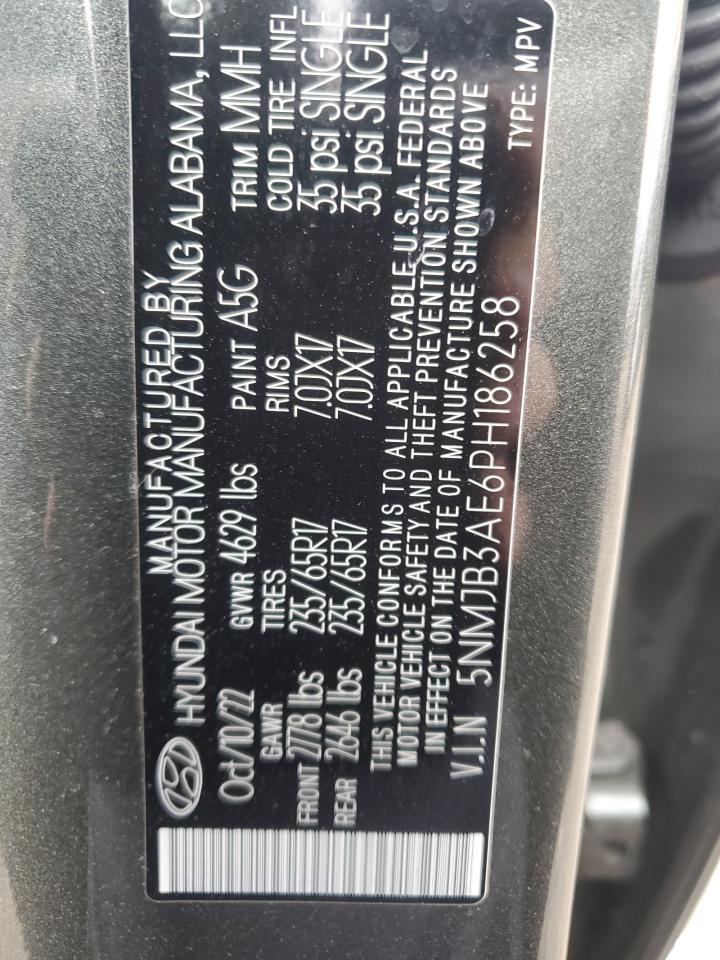 MANUFACTURED BY
HYUNDAI MOTOR MANUFACTURING ALABAMA, LLC
Oct/10/22 GVWR 4629 lbs PAINT A5G TRIM MMH
GAWR TIRES RIMS COLD TIRE INFL
FRONT 2778 lbs 235/65R17 7.0JX17 35 psi SINGLE
REAR 2646 lbs 235/65R17 7.0JX17 35 psi SINGLE
THIS VEHICLE CONFORMS TO ALL APPLICABLE U.S.A. FEDERAL
MOTOR VEHICLE SAFETY AND THEFT PREVENTION STANDARDS
IN EFFECT ON THE DATE OF MANUFACTURE SHOWN ABOVE
V.I.N 5NMJB3AE6PH186258 TYPE: MPV